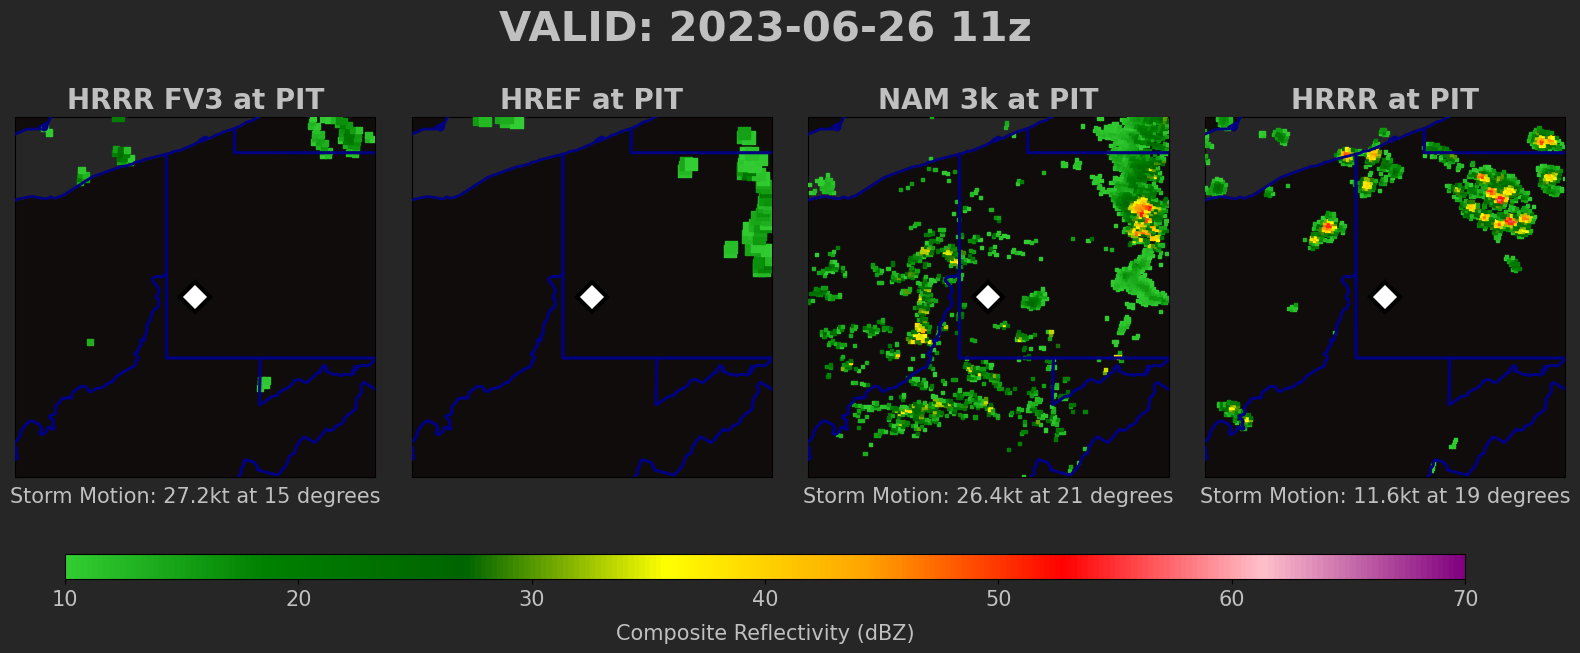 VALID: 2023-06-26 11z
HRRR FV3 at PIT
HREF at PIT
NAM 3k at PIT
HRRR at PIT
Storm Motion: 27.2kt at 15 degrees
Storm Motion: 26.4kt at 21 degrees
Storm Motion: 11.6kt at 19 degrees
10 20 30 40 50 60 70
Composite Reflectivity (dBZ)